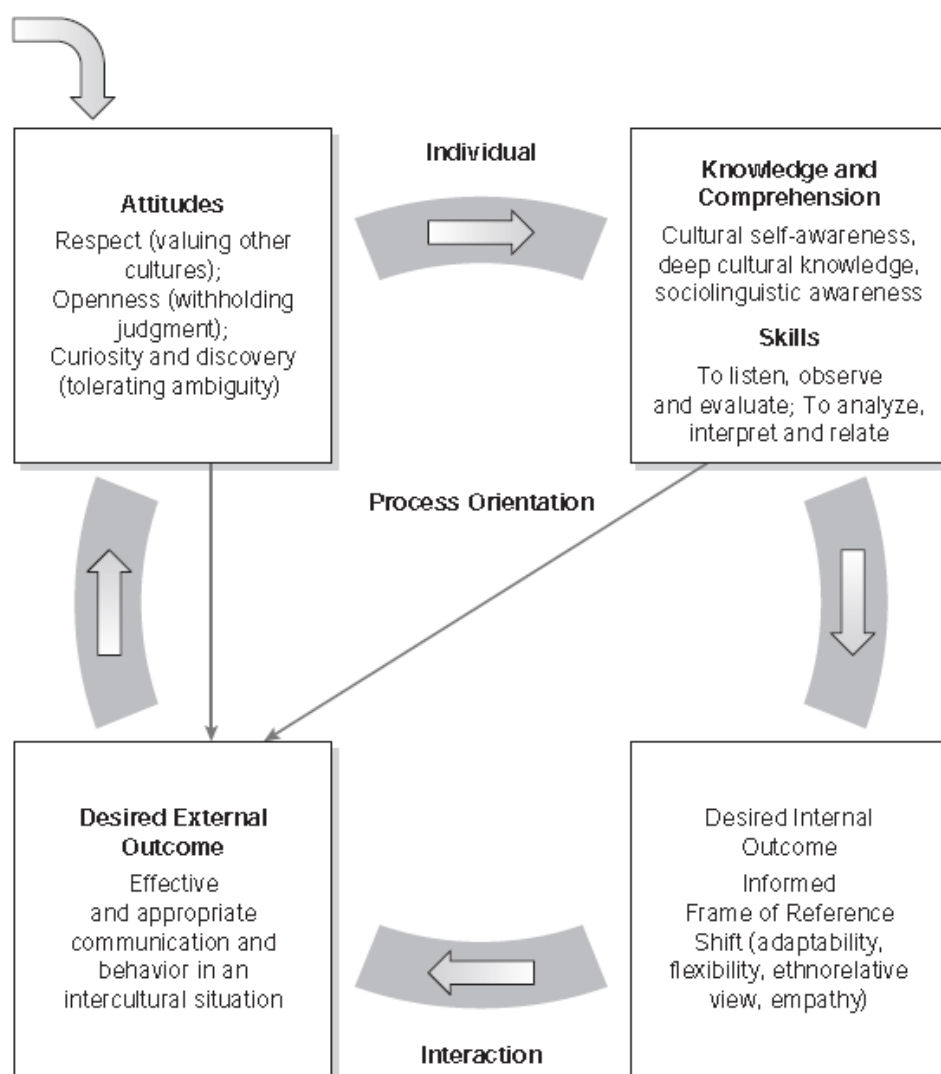 Individual
Attitudes
Respect (valuing other
cultures);
Openness (withholding
judgment);
Curiosity and discovery
(tolerating ambiguity)
Knowledge and
Comprehension
Cultural self-awareness,
deep cultural knowledge,
sociolinguistic awareness
Skills
To listen, observe
and evaluate; To analyze,
interpret and relate
Process Orientation
Desired External
Outcome
Effective
and appropriate
communication and
behavior in an
intercultural situation
Desired Internal
Outcome
Informed
Frame of Reference
Shift (adaptability,
flexibility, ethnorelative
view, empathy)
Interaction